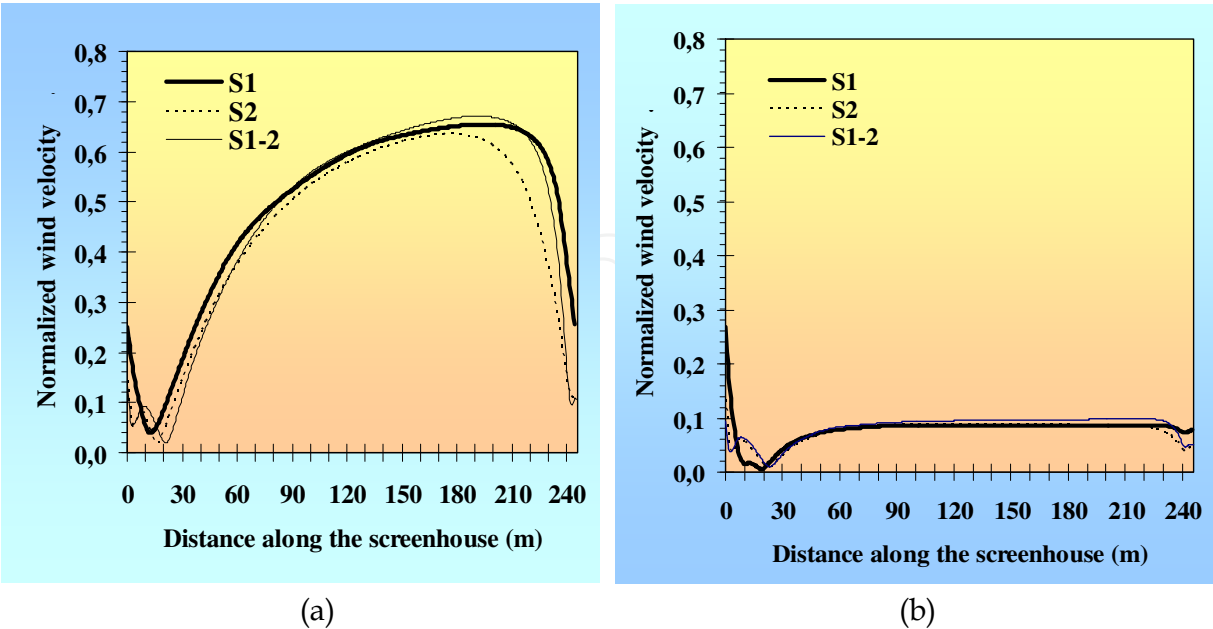 0,8
0,7
0,6
0,5
0,4
0,3
0,2
0,1
0,0
Normalized wind velocity
S1
S2
S1-2
0 30 60 90 120 150 180 210 240
Distance along the screenhouse (m)
(a)
0,8
0,7
0,6
0,5
0,4
0,3
0,2
0,1
0,0
Normalized wind velocity
S1
S2
S1-2
0 30 60 90 120 150 180 210 240
Distance along the screenhouse (m)
(b)